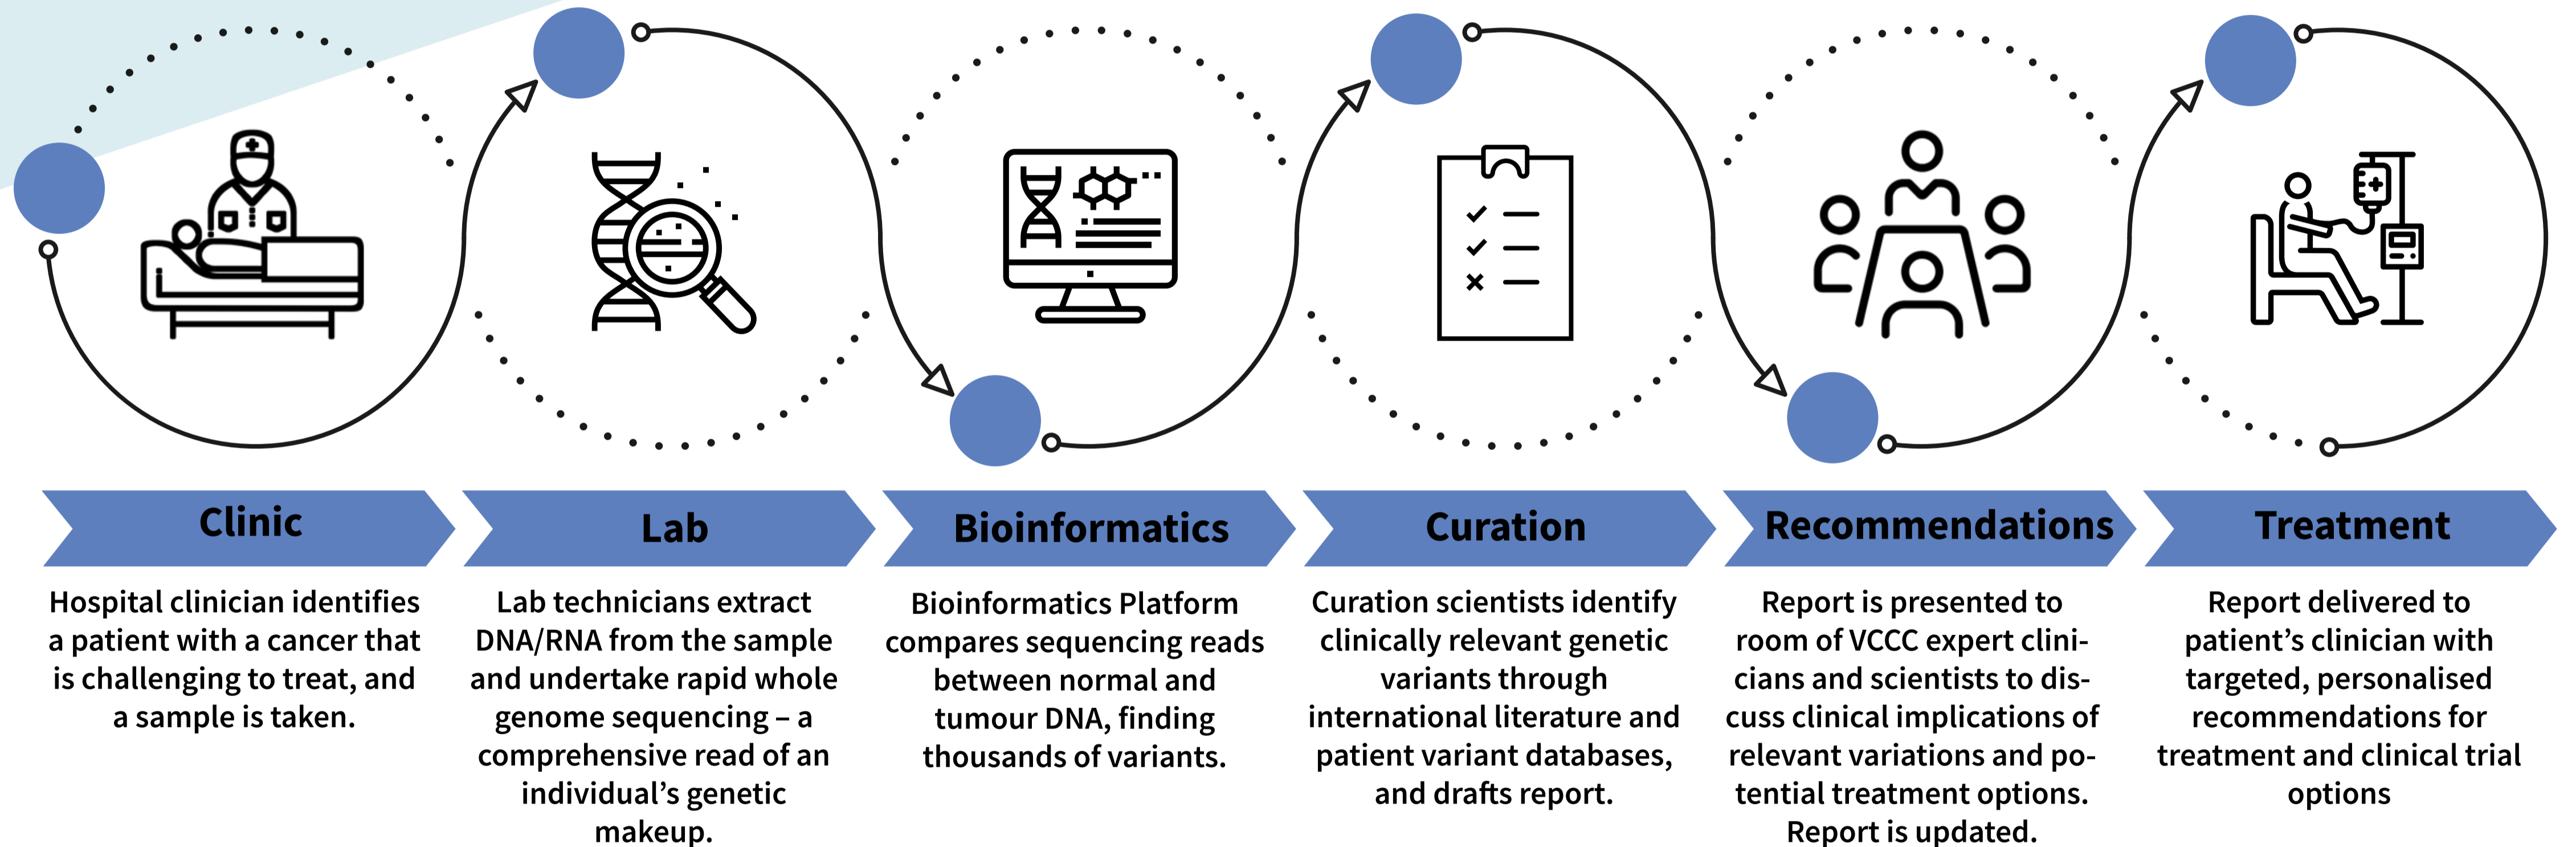 Clinic
Hospital clinician identifies
a patient with a cancer that
is challenging to treat, and
a sample is taken.
Lab
Lab technicians extract
DNA/RNA from the sample
and undertake rapid whole
genome sequencing – a
comprehensive read of an
individual’s genetic
makeup.
Bioinformatics
Bioinformatics Platform
compares sequencing reads
between normal and
tumour DNA, finding
thousands of variants.
Curation
Curation scientists identify
clinically relevant genetic
variants through
international literature and
patient variant databases,
and drafts report.
Recommendations
Report is presented to
room of VCCC expert clini-
cians and scientists to dis-
cuss clinical implications of
relevant variations and po-
tential treatment options.
Report is updated.
Treatment
Report delivered to
patient’s clinician with
targeted, personalised
recommendations for
treatment and clinical trial
options